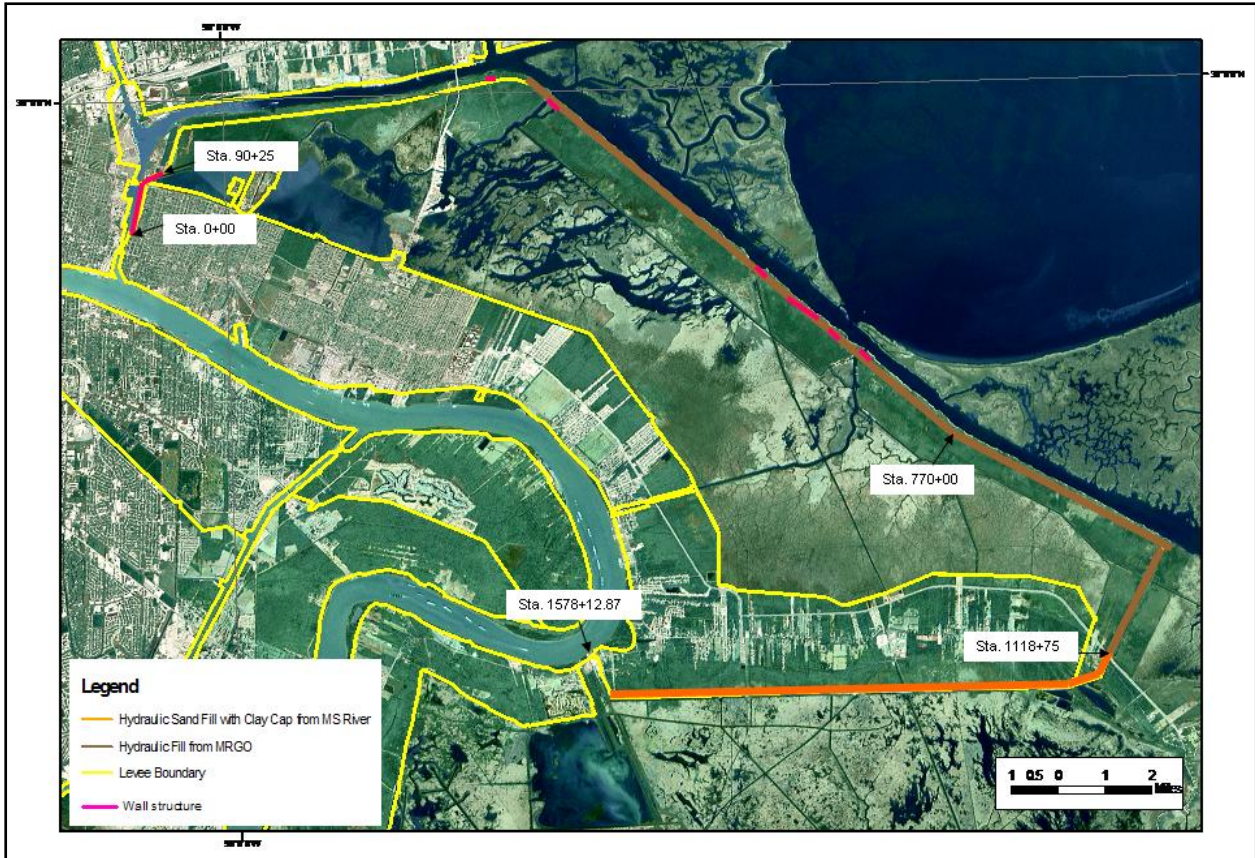 Sta. 90+25
Sta. 0+00
Sta. 770+00
Sta. 1578+12.87
Sta. 1118+75
Legend
Hydraulic Sand Fill with Clay Cap from MS River
Hydraulic Fill from MRGO
Levee Boundary
Wall structure
1 0.5 0 1 2
Miles